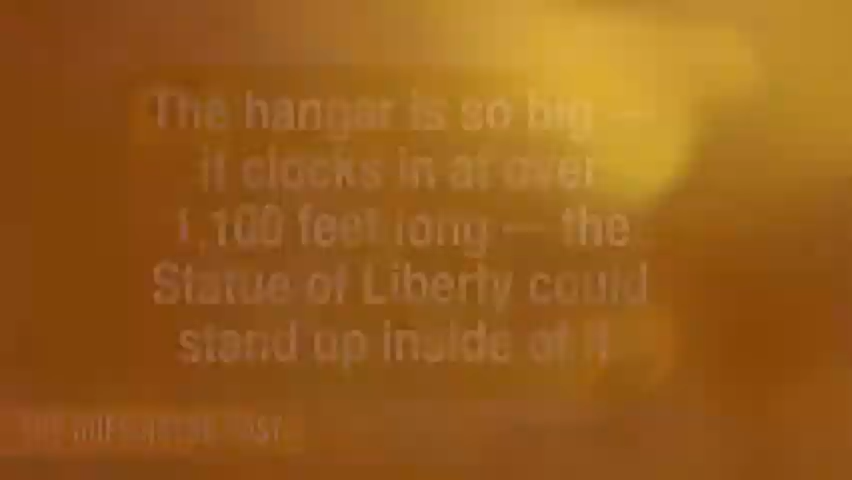 The hangar is so big —
it clocks in at over
1,100 feet long — the
Statue of Liberty could
stand up inside of it